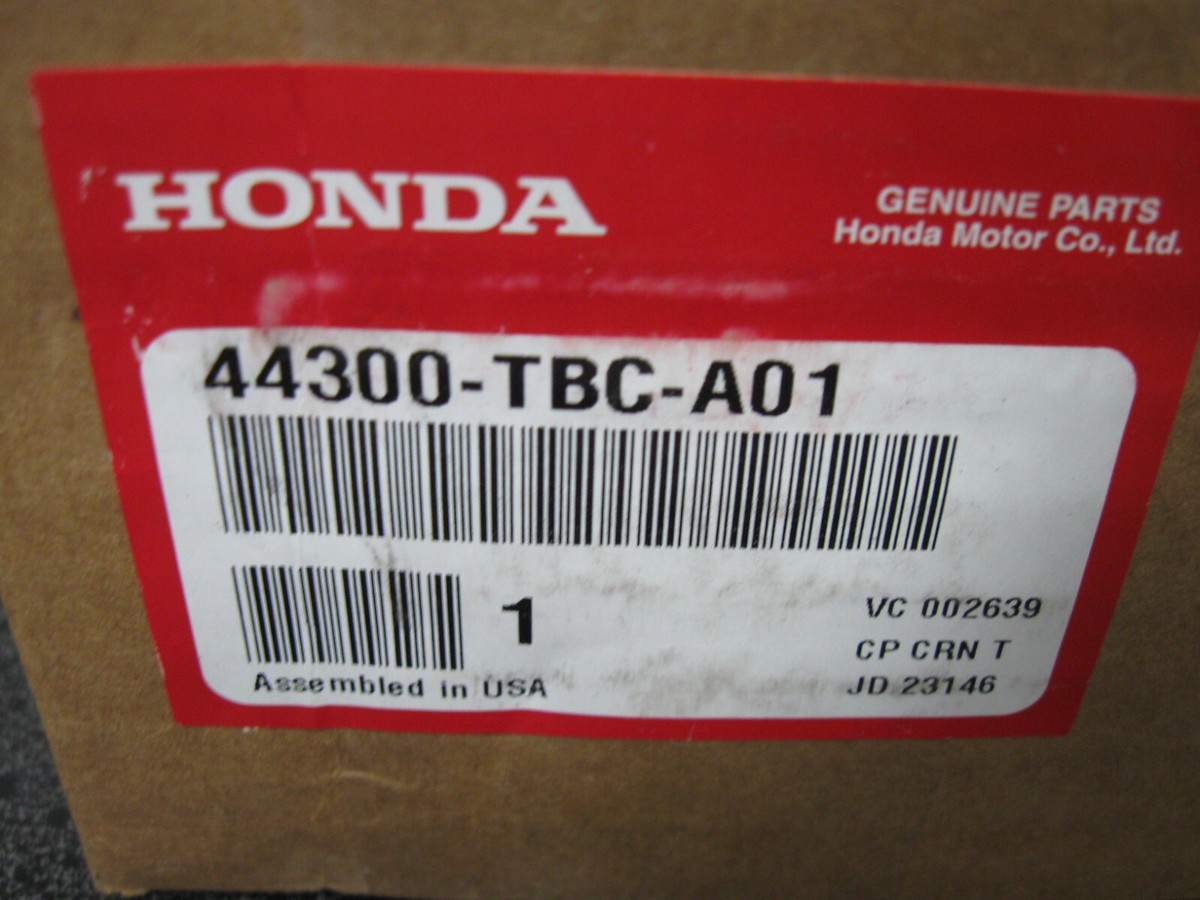 HONDA
GENUINE PARTS
Honda Motor Co., Ltd.
44300-TBC-A01
1
VC 002639
CP CRN T
Assembled in USA
JD 23146